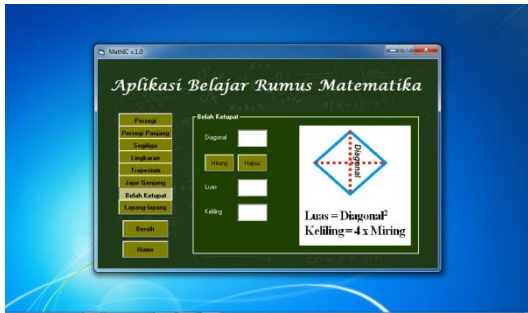 MathIC v.1.0
Aplikasi Belajar Rumus Matematika
Persegi
Persegi Panjang
Segitiga
Lingkaran
Trapesium
Jajar Genjang
Belah Ketupat
Layang-layang
Bersih
Home
Belah Ketupat
Diagonal
Hitung Hapus
Luas
Keliling
Diagonal
Luas = Diagonal²
Keliling=4 x Miring